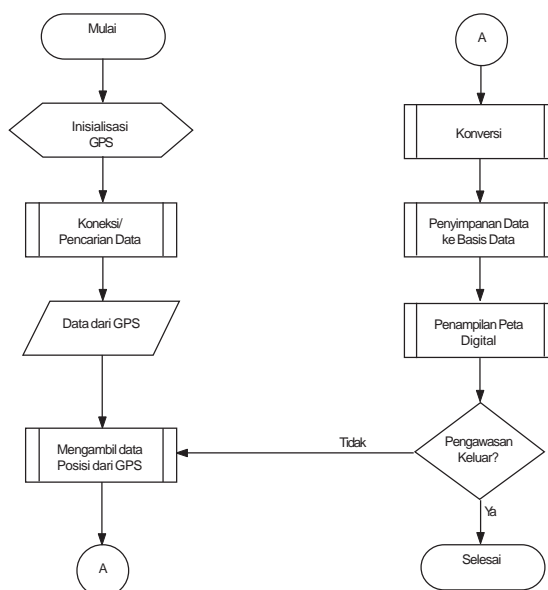 Mulai
Inisialisasi
GPS
Koneksi/
Pencarian Data
Data dari GPS
Mengambil data
Posisi dari GPS
A
A
Konversi
Penyimpanan Data
ke Basis Data
Penampilan Peta
Digital
Pengawasan
Keluar?
Tidak
Ya
Selesai